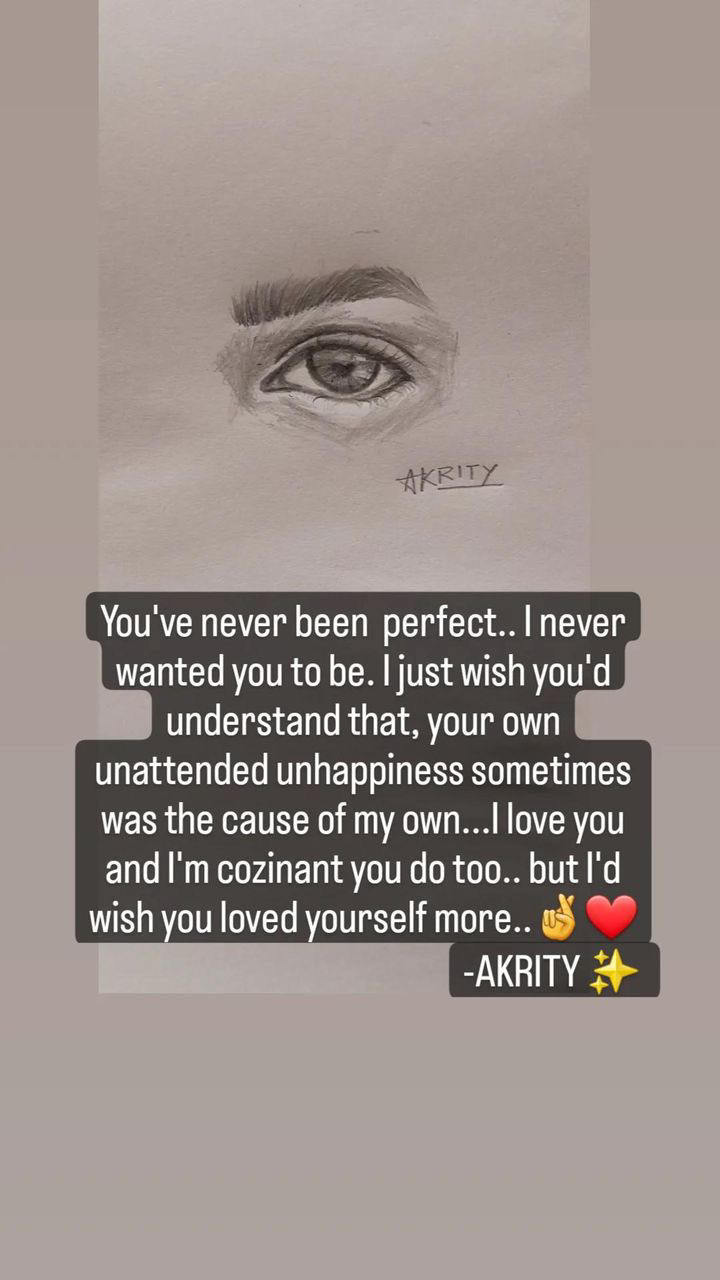 AKRITY
You've never been perfect.. I never
wanted you to be. I just wish you'd
understand that, your own
unattended unhappiness sometimes
was the cause of my own...I love you
and I'm cozinant you do too.. but I'd
wish you loved yourself more..🤞❤️
-AKRITY ✨